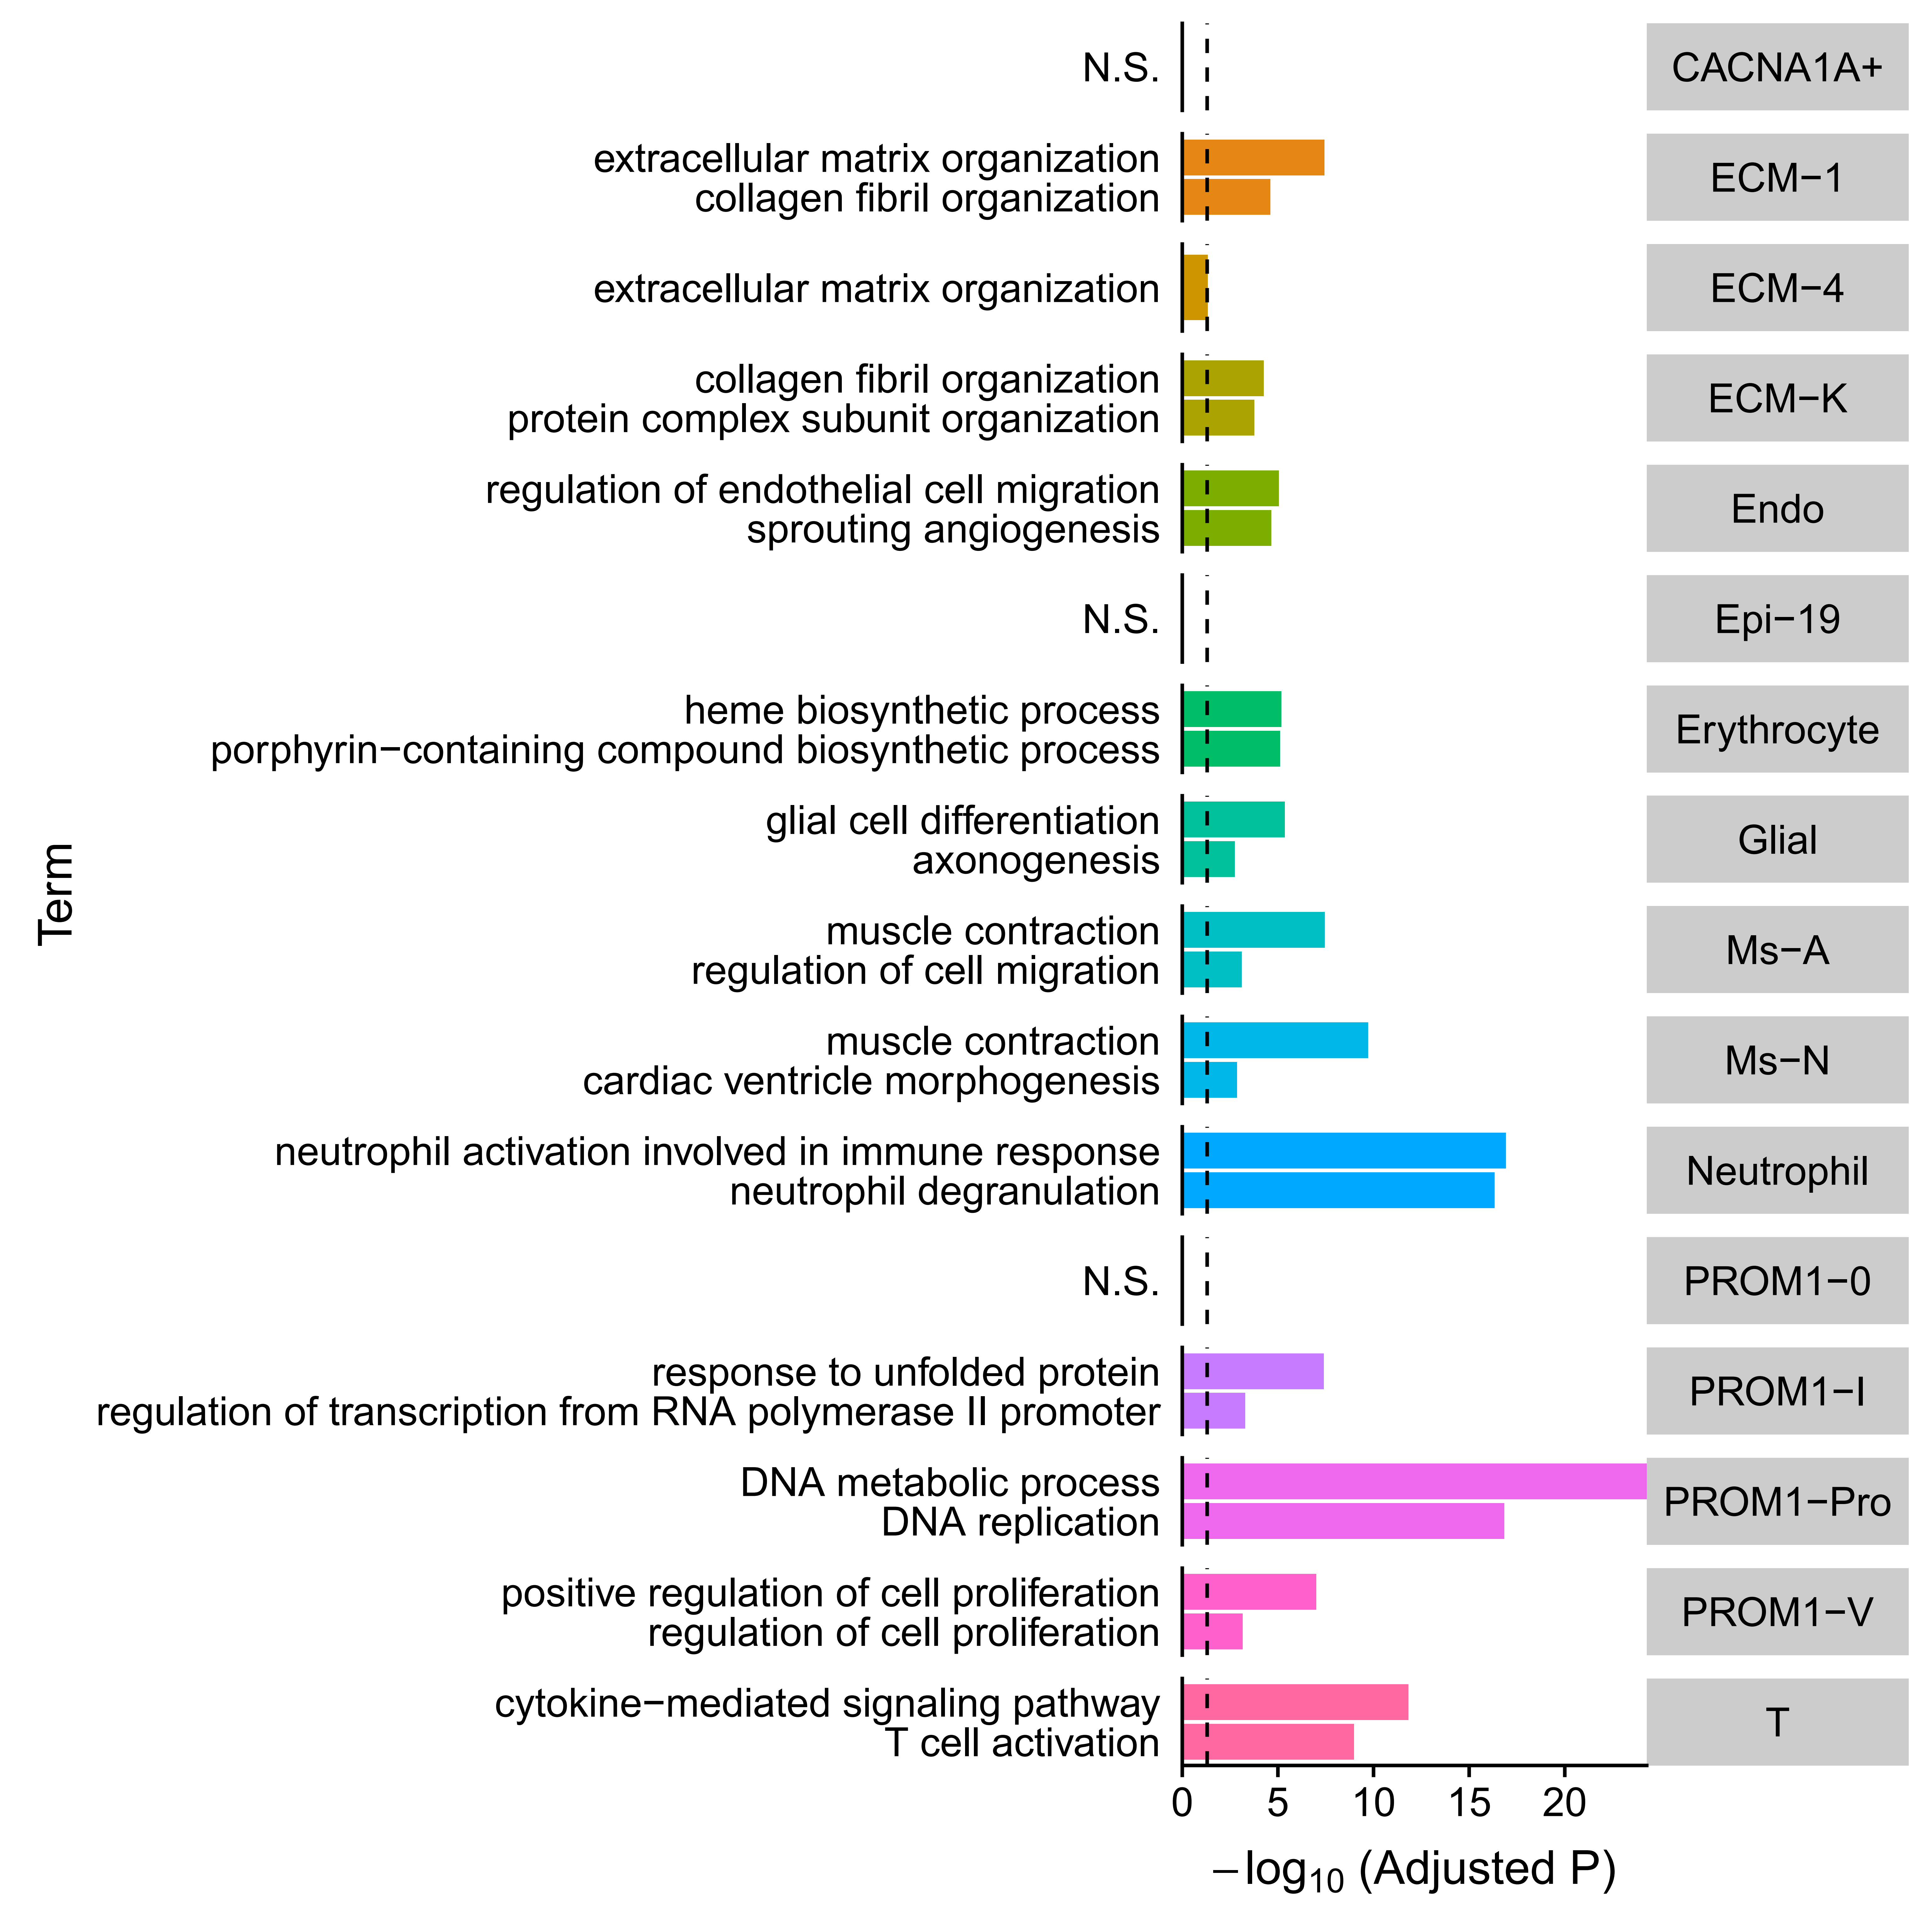 N.S.
CACNA1A+
extracellular matrix organization
collagen fibril organization
ECM−1
extracellular matrix organization
ECM−4
collagen fibril organization
protein complex subunit organization
ECM−K
regulation of endothelial cell migration
sprouting angiogenesis
Endo
N.S.
Epi−19
heme biosynthetic process
porphyrin−containing compound biosynthetic process
Erythrocyte
glial cell differentiation
axonogenesis
Glial
Term
muscle contraction
regulation of cell migration
Ms−A
muscle contraction
cardiac ventricle morphogenesis
Ms−N
neutrophil activation involved in immune response
neutrophil degranulation
Neutrophil
N.S.
PROM1−0
response to unfolded protein
regulation of transcription from RNA polymerase II promoter
PROM1−I
DNA metabolic process
DNA replication
PROM1−Pro
positive regulation of cell proliferation
regulation of cell proliferation
PROM1−V
cytokine−mediated signaling pathway
T cell activation
T
0 5 10 15 20
−log₁₀ (Adjusted P)